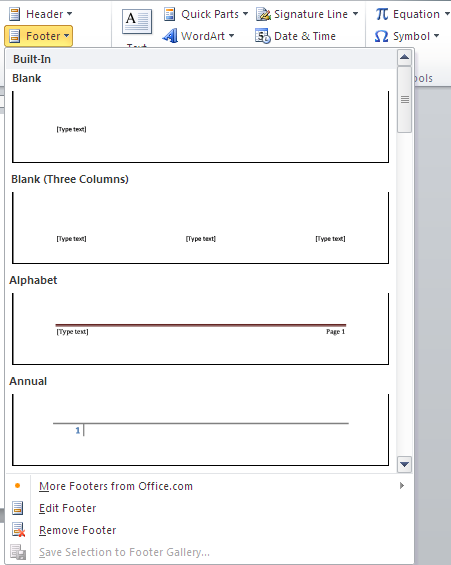 Header Quick Parts Signature Line Equation
Footer WordArt Date & Time Symbol
Built-In
Blank
[Type text]
Blank (Three Columns)
[Type text] [Type text] [Type text]
Alphabet
[Type text] Page 1
Annual
1
More Footers from Office.com
Edit Footer
Remove Footer
Save Selection to Footer Gallery...